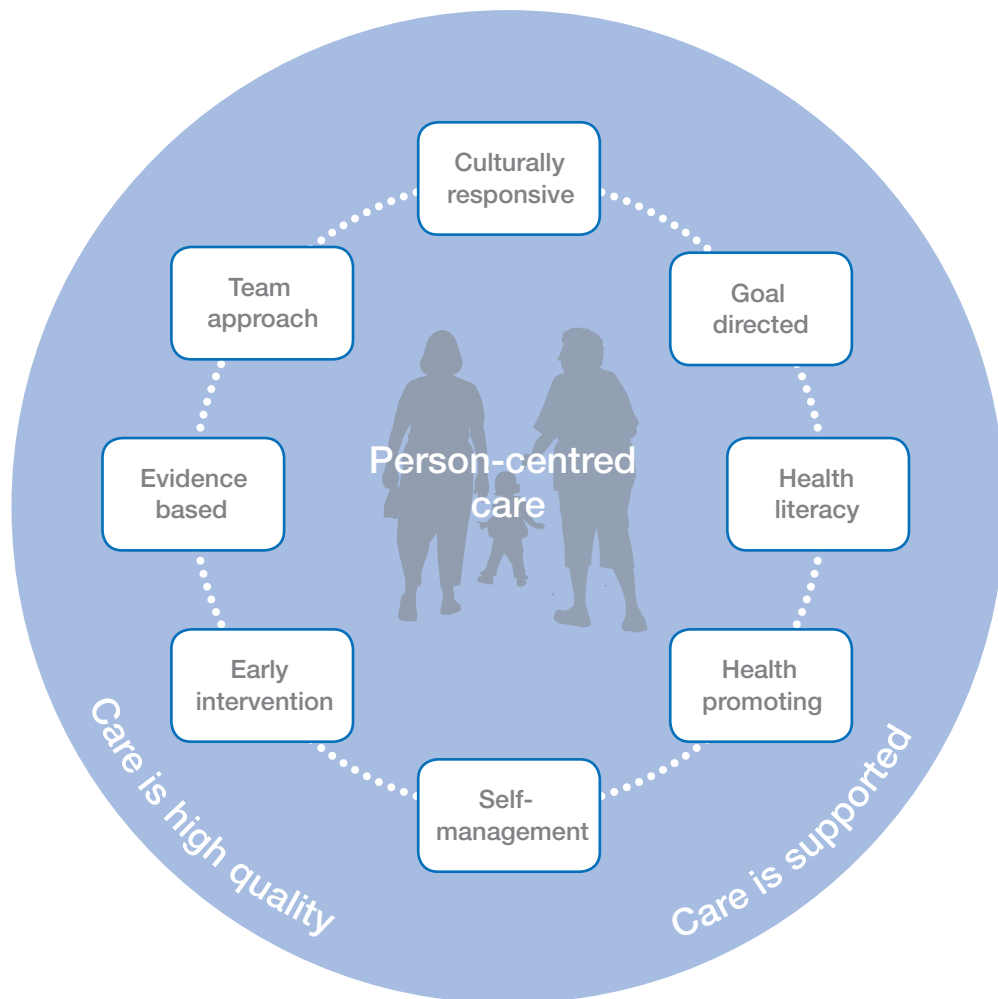 Culturally
responsive
Team
approach
Goal
directed
Person-centred
care
Evidence
based
Health
literacy
Early
intervention
Health
promoting
Self-
management
Care is high quality
Care is supported